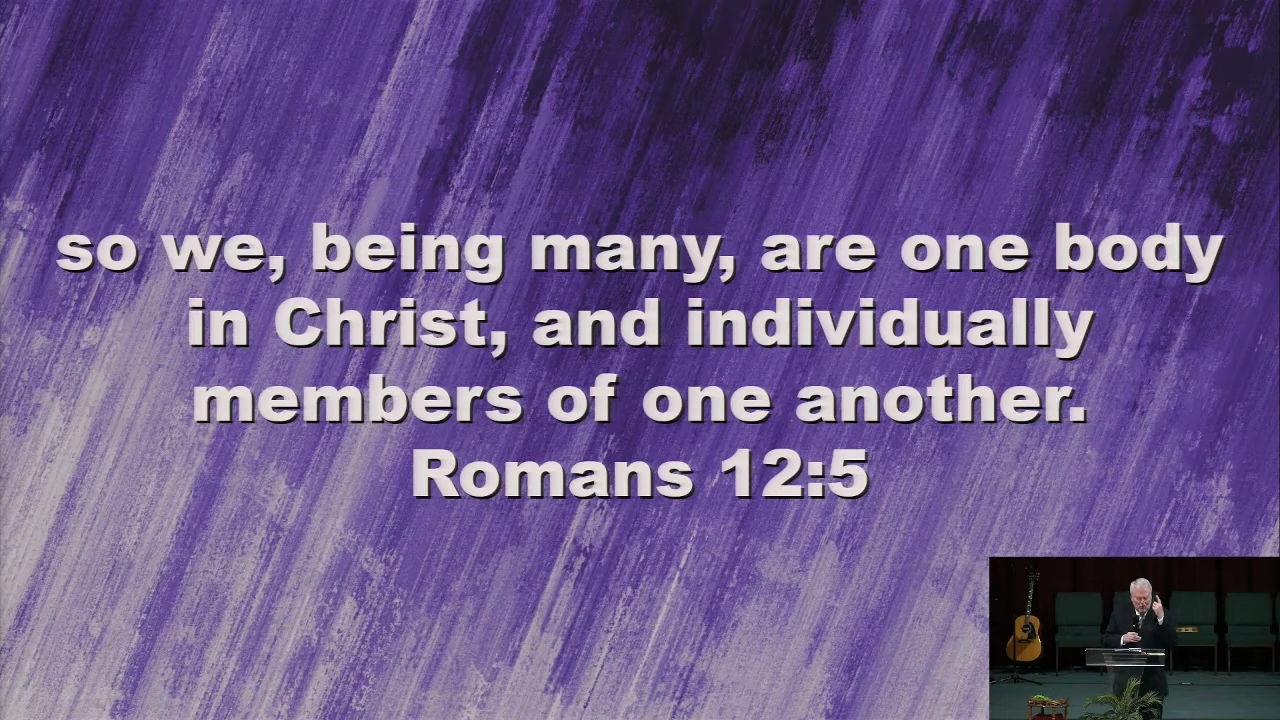 so we, being many, are one body
in Christ, and individually
members of one another.
Romans 12:5